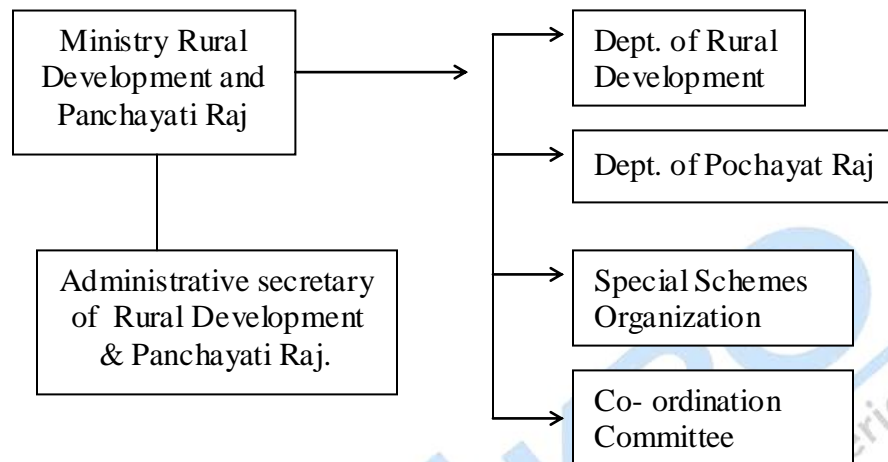 Ministry Rural
Development and
Panchayati Raj
Administrative secretary
of Rural Development
& Panchayati Raj.
Dept. of Rural
Development
Dept. of Pochayat Raj
Special Schemes
Organization
Co- ordination
Committee